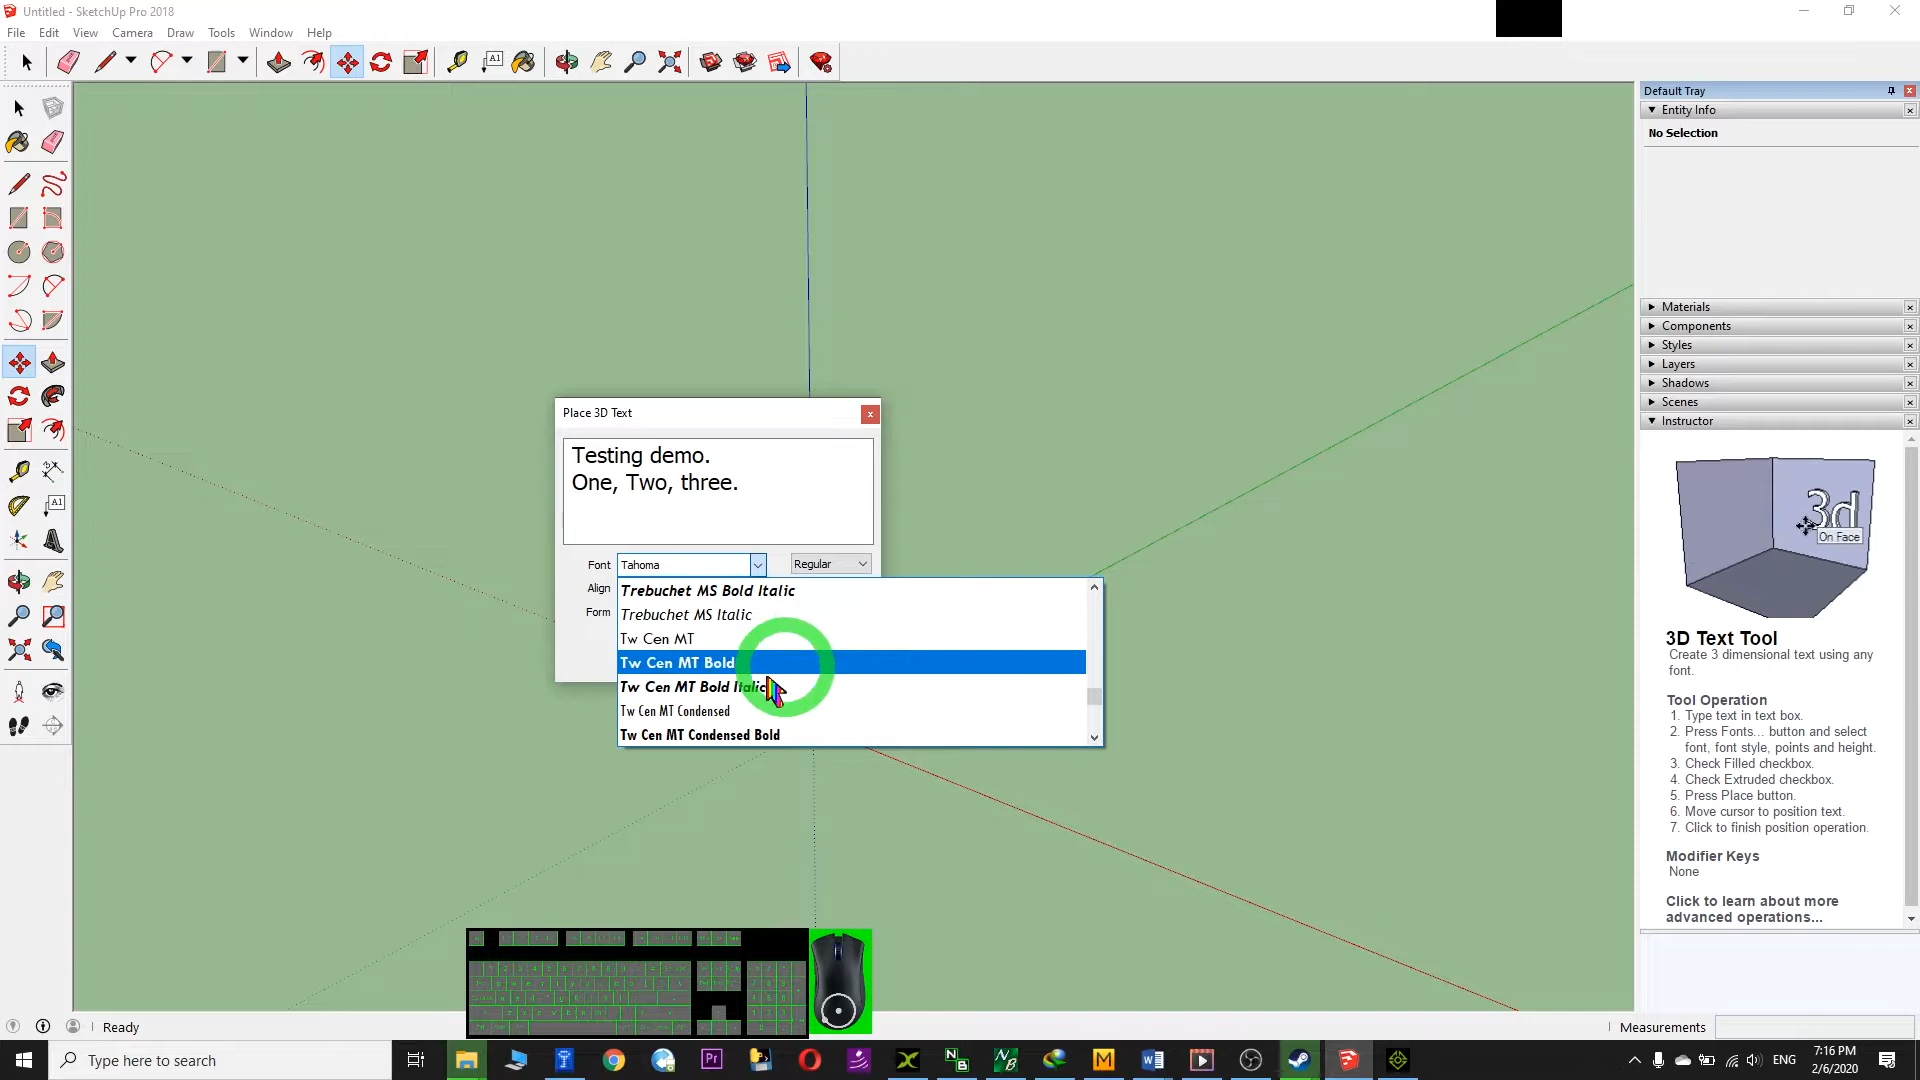 Untitled - SketchUp Pro 2018
File Edit View Camera Draw Tools Window Help
A1
Default Tray
Entity Info
No Selection
Materials
Components
Styles
Layers
Shadows
Scenes
Instructor
Place 3D Text
Testing demo.
One, Two, three.
Font Tahoma Regular
Align
Form
Trebuchet MS Bold Italic
Trebuchet MS Italic
Tw Cen MT
Tw Cen MT Bold
Tw Cen MT Bold Italic
Tw Cen MT Condensed
Tw Cen MT Condensed Bold
A1
3d
On Face
3D Text Tool
Create 3 dimensional text using any
font.
Tool Operation
1. Type text in text box.
2. Press Fonts... button and select
font, font style, points and height.
3. Check Filled checkbox.
4. Check Extruded checkbox.
5. Press Place button.
6. Move cursor to position text.
7. Click to finish position operation.
Modifier Keys
None
Click to learn about more
advanced operations...
Ready
Measurements
Type here to search
ENG
7:16 PM
2/6/2020